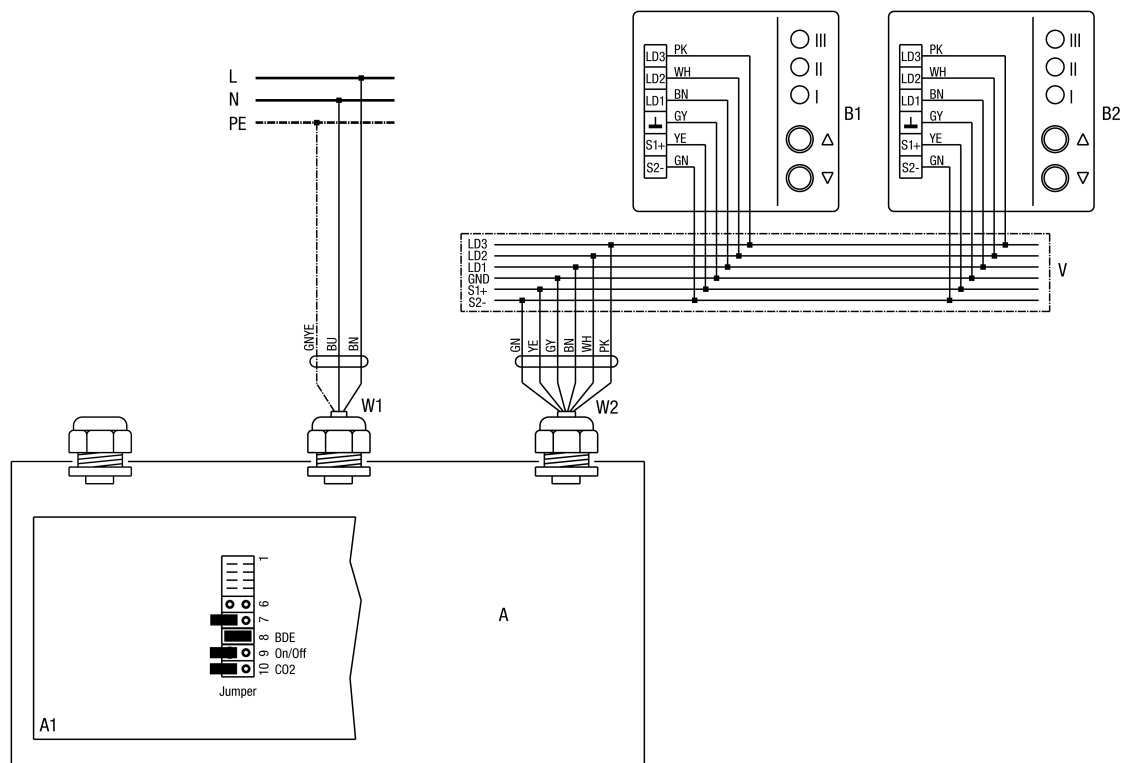 L
N
PE
LD3 PK
LD2 WH
LD1 BN
GY
S1+ YE
S2- GN
III
II
I
B1
LD3 PK
LD2 WH
LD1 BN
GY
S1+ YE
S2- GN
III
II
I
B2
LD3
LD2
LD1
GND
S1+
S2-
V
GNYE
BU
BN
W1
GN
YE
GY
BN
WH
PK
W2
1
6
7
8 BDE
9 On/Off
10 CO2
Jumper
A1
A